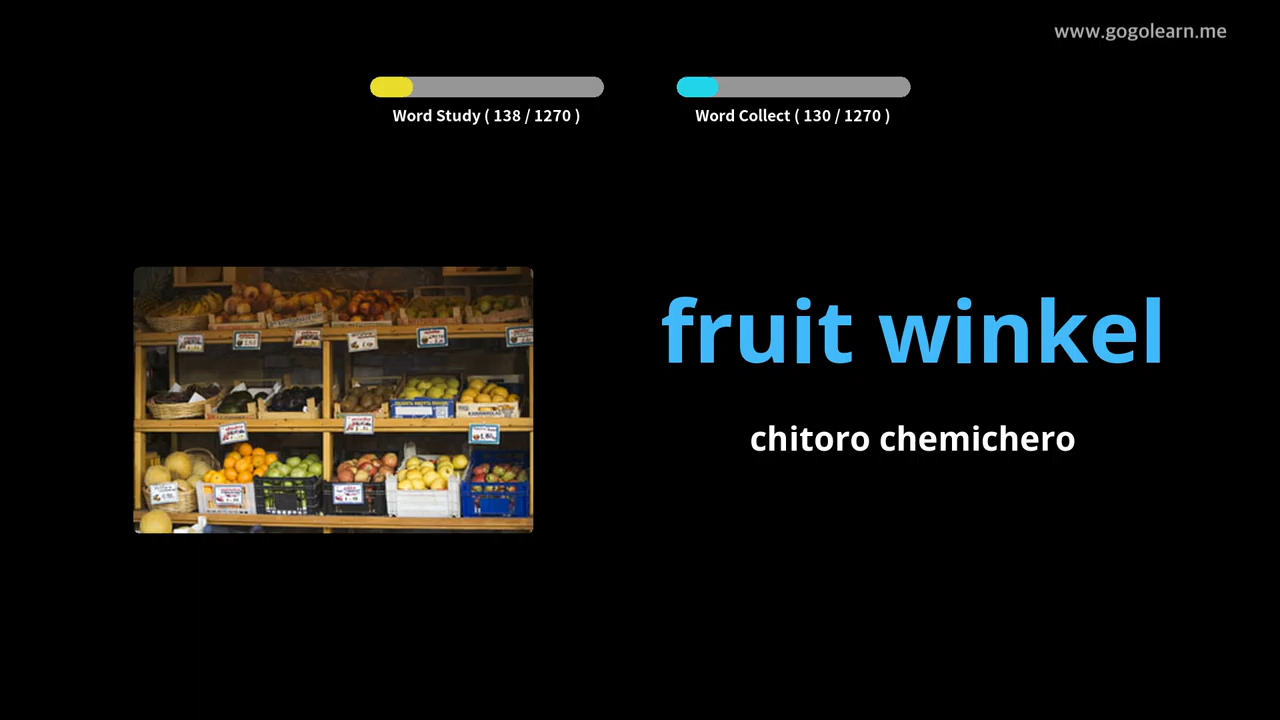 www.gogolearn.me
Word Study ( 138 / 1270 )
Word Collect ( 130 / 1270 )
fruit winkel
chitoro chemichero